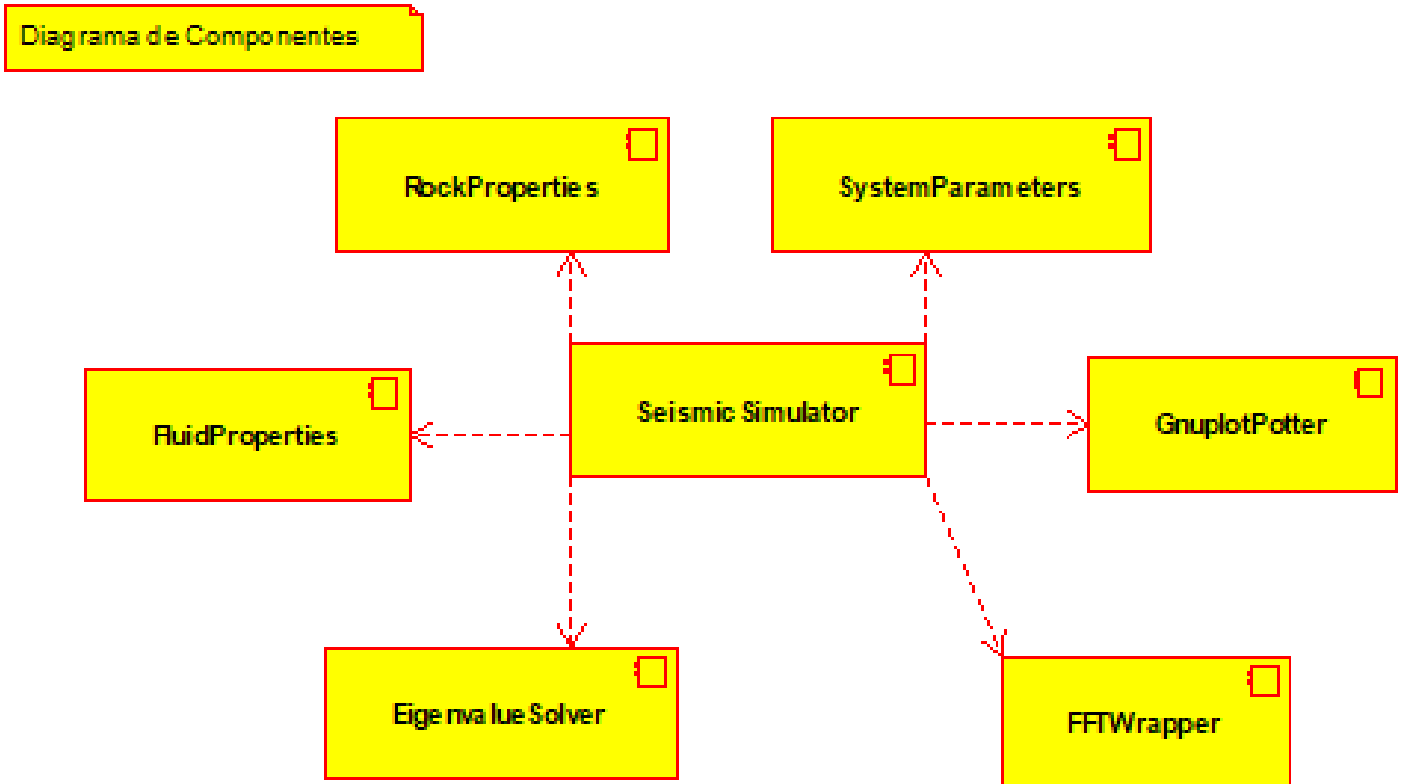 Diagrama de Componentes
RockProperties
SystemParameters
Seismic Simulator
FluidProperties
GnuplotPotter
EigenvalueSolver
FFTWrapper